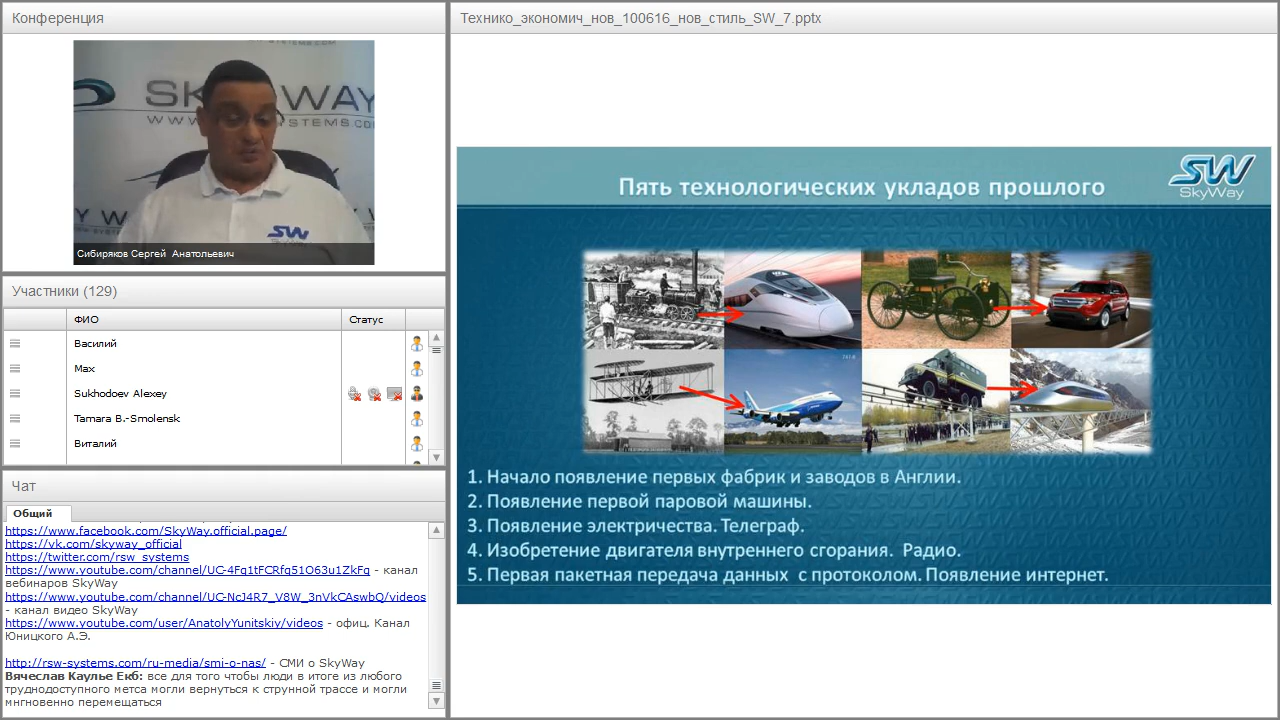 Конференция
SKYWAY
Сибиряков Сергей Анатольевич
Участники (129)
ФИО
Статус
Василий
Max
Sukhodoev Alexey
Tamara B.-Smolensk
Виталий
Чат
Общий
https://www.facebook.com/SkyWay.official.page/
https://vk.com/skyway_official
https://twitter.com/rsw_systems
https://www.youtube.com/channel/UC-4Fq1tFCRfq51O63u1ZkFg - канал
вебинаров SkyWay
https://www.youtube.com/channel/UC-NcJ4R7_V8W_3nVkCAswbQ/videos
- канал видео SkyWay
https://www.youtube.com/user/AnatolyYunitskiy/videos - офиц. Канал
Юницкого А.Э.
http://rsw-systems.com/ru-media/smi-o-nas/ - СМИ о SkyWay
Вячеслав Каулье Екб: все для того чтобы люди в итоге из любого
труднодоступного метса могли вернуться к струнной трассе и могли
мнгновенно перемещаться
Технико_экономич_нов_100616_нов_стиль_SW_7.pptx
Пять технологических укладов прошлого
SW
SkyWay
1. Начало появление первых фабрик и заводов в Англии.
2. Появление первой паровой машины.
3. Появление электричества. Телеграф.
4. Изобретение двигателя внутреннего сгорания. Радио.
5. Первая пакетная передача данных с протоколом. Появление интернет.